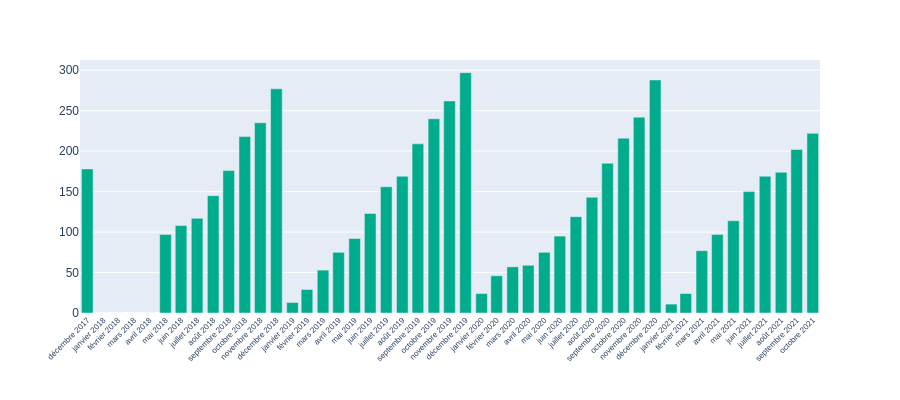 300
250
200
150
100
50
0
décembre 2017
janvier 2018
février 2018
mars 2018
avril 2018
mai 2018
juin 2018
juillet 2018
août 2018
septembre 2018
octobre 2018
novembre 2018
décembre 2018
janvier 2019
février 2019
mars 2019
avril 2019
mai 2019
juin 2019
juillet 2019
août 2019
septembre 2019
octobre 2019
novembre 2019
décembre 2019
janvier 2020
février 2020
mars 2020
avril 2020
mai 2020
juin 2020
juillet 2020
août 2020
septembre 2020
octobre 2020
novembre 2020
décembre 2020
janvier 2021
février 2021
mars 2021
avril 2021
mai 2021
juin 2021
juillet 2021
août 2021
septembre 2021
octobre 2021